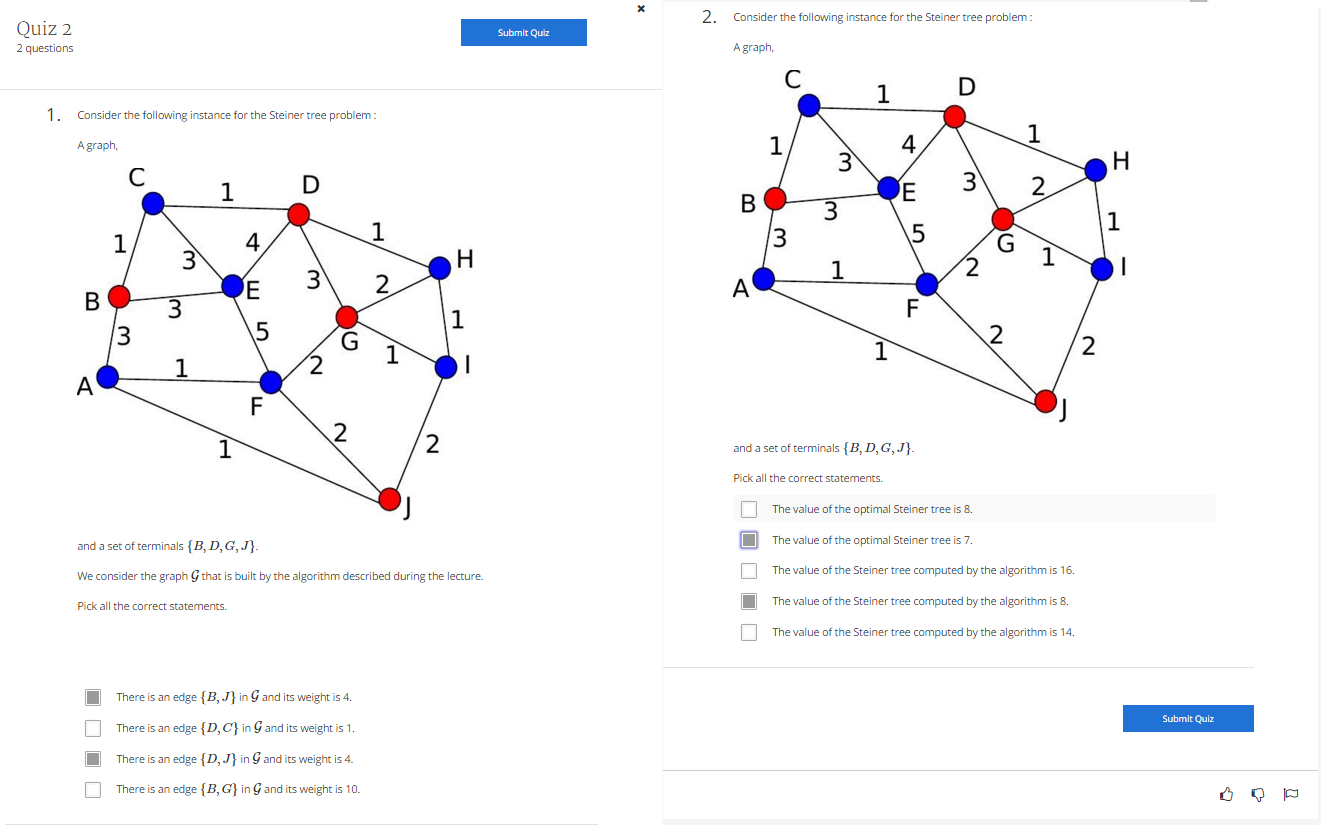 Quiz 2
2 questions
Submit Quiz
×
1. Consider the following instance for the Steiner tree problem :
A graph,
C
1
D
1
3
4
1
H
B
3
E
3
2
3
5
G
1
1
I
A
1
2
F
1
2
2
J
and a set of terminals {B, D, G, J}.
We consider the graph 𝒢 that is built by the algorithm described during the lecture.
Pick all the correct statements.
There is an edge {B, J} in 𝒢 and its weight is 4.
There is an edge {D, C} in 𝒢 and its weight is 1.
There is an edge {D, J} in 𝒢 and its weight is 4.
There is an edge {B, G} in 𝒢 and its weight is 10.
2. Consider the following instance for the Steiner tree problem :
A graph,
C
1
D
1
3
4
1
H
B
3
E
3
2
3
5
G
1
1
I
A
1
2
F
1
2
2
J
and a set of terminals {B, D, G, J}.
Pick all the correct statements.
The value of the optimal Steiner tree is 8.
The value of the optimal Steiner tree is 7.
The value of the Steiner tree computed by the algorithm is 16.
The value of the Steiner tree computed by the algorithm is 8.
The value of the Steiner tree computed by the algorithm is 14.
Submit Quiz